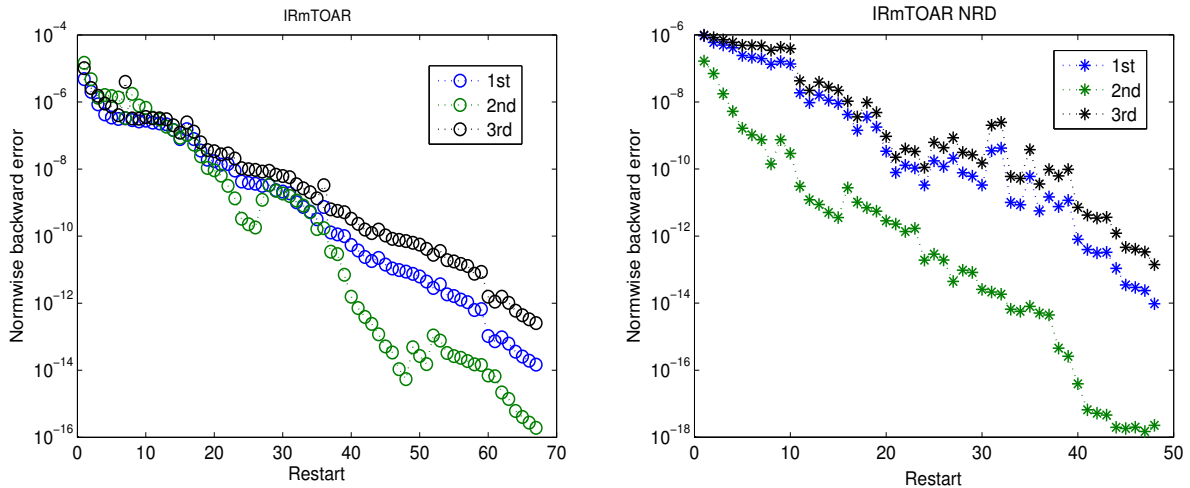 IRmTOAR
Normwise backward error
10^-4
10^-6
10^-8
10^-10
10^-12
10^-14
10^-16
0 10 20 30 40 50 60 70
Restart
1st
2nd
3rd
IRmTOAR NRD
Normwise backward error
10^-6
10^-8
10^-10
10^-12
10^-14
10^-16
10^-18
0 10 20 30 40 50
Restart
1st
2nd
3rd